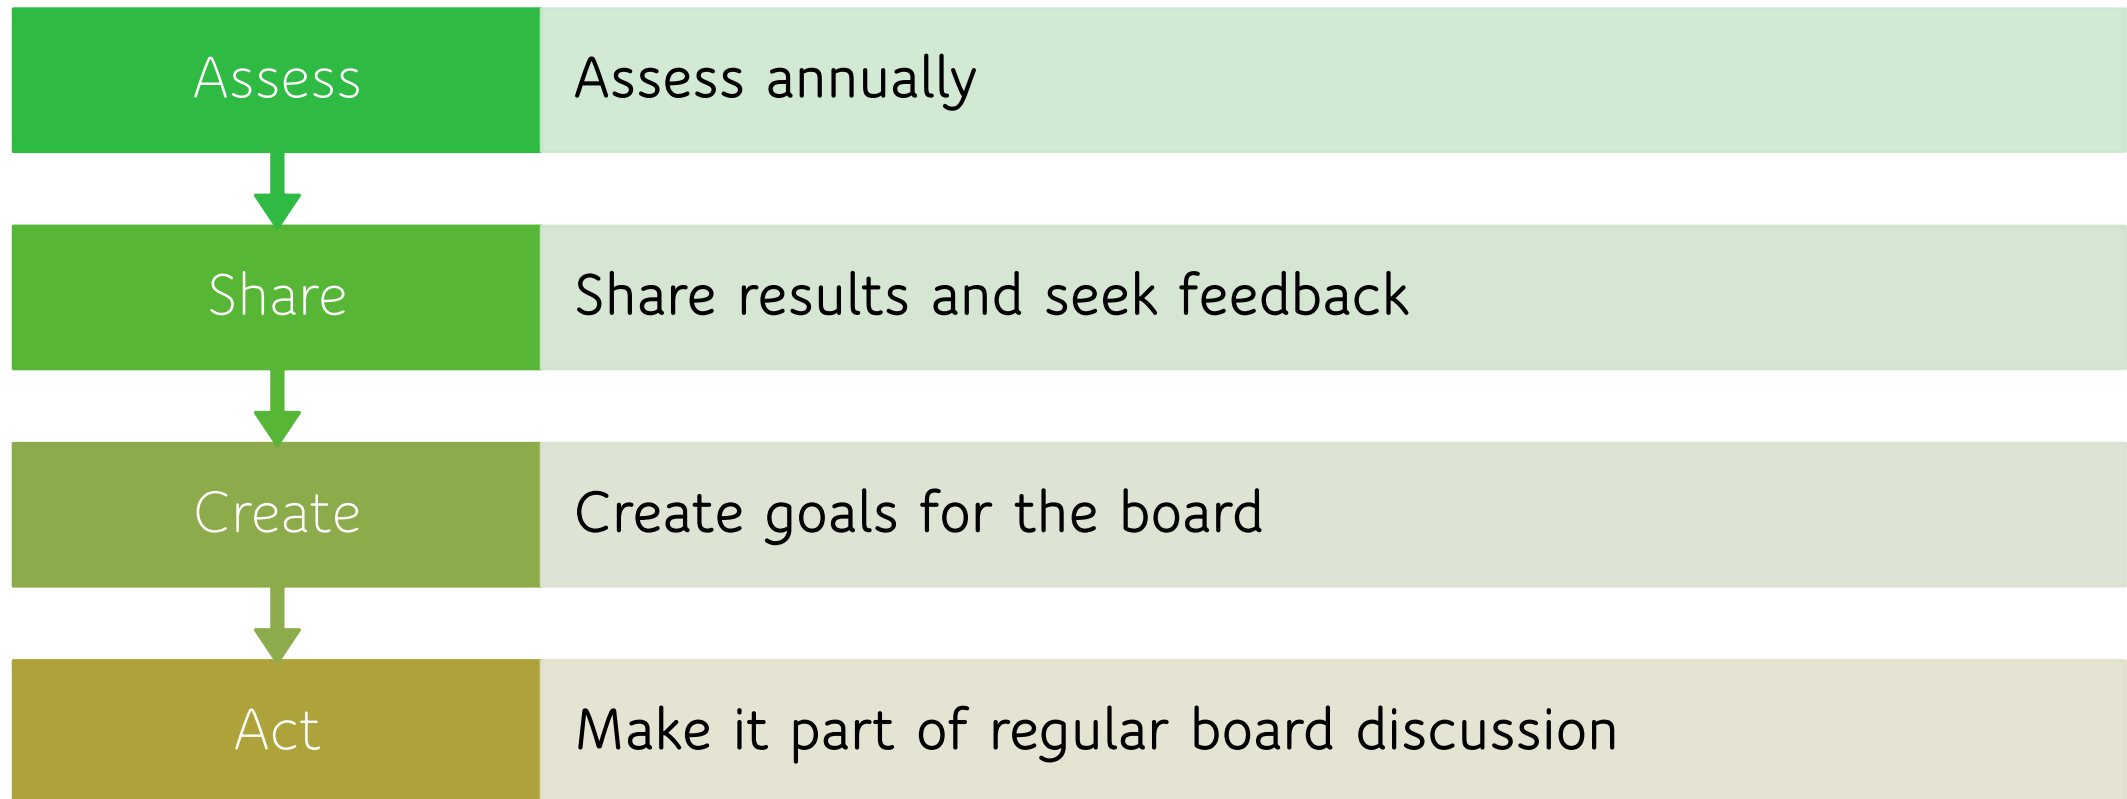 Assess
Assess annually
Share
Share results and seek feedback
Create
Create goals for the board
Act
Make it part of regular board discussion